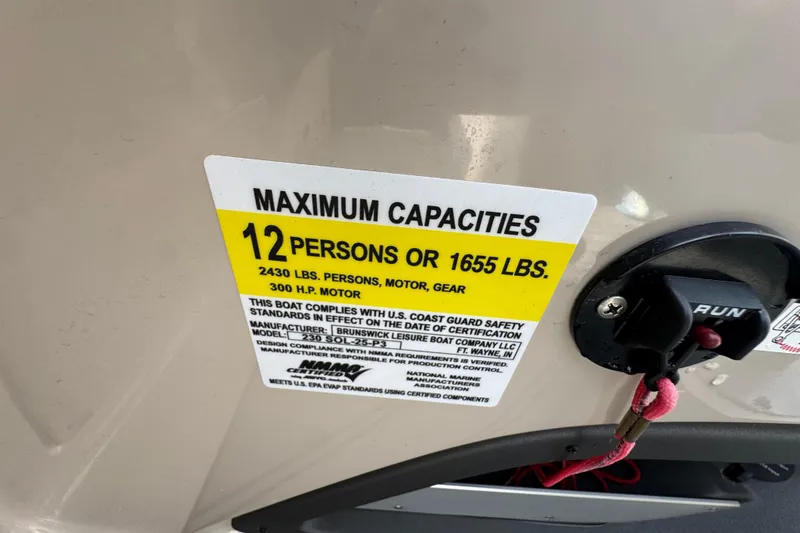 MAXIMUM CAPACITIES
12 PERSONS OR 1655 LBS.
2430 LBS. PERSONS, MOTOR, GEAR
300 H.P. MOTOR
THIS BOAT COMPLIES WITH U.S. COAST GUARD SAFETY
STANDARDS IN EFFECT ON THE DATE OF CERTIFICATION
MANUFACTURER: BRUNSWICK LEISURE BOAT COMPANY LLC
FT. WAYNE, IN
MODEL: 230 SOL-25-P3
DESIGN COMPLIANCE WITH NMMA REQUIREMENTS IS VERIFIED.
MANUFACTURER RESPONSIBLE FOR PRODUCTION CONTROL.
NMMA
CERTIFIED
NATIONAL MARINE
MANUFACTURERS
ASSOCIATION
MEETS U.S. EPA EVAP STANDARDS USING CERTIFIED COMPONENTS
RUN